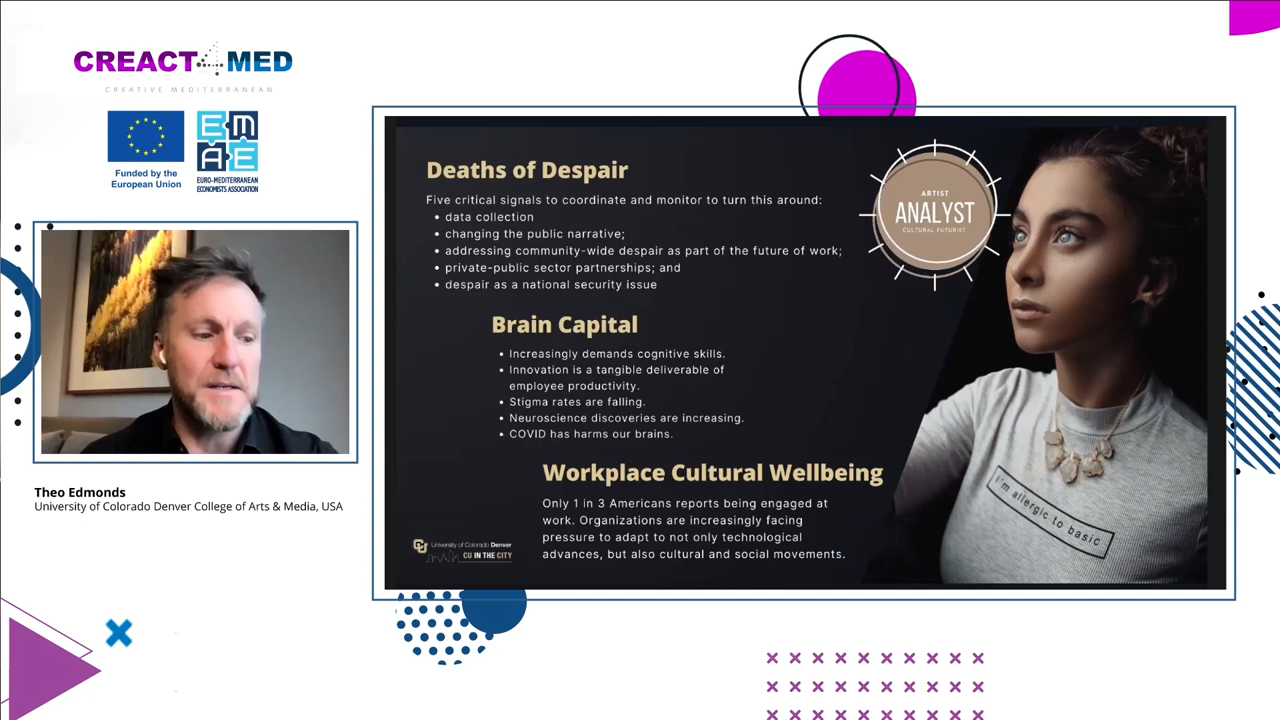 CREACT4MED
CREATIVE MEDITERRANEAN
Funded by the
European Union
EM
AE
EURO-MEDITERRANEAN
ECONOMISTS ASSOCIATION
Theo Edmonds
University of Colorado Denver College of Arts & Media, USA
Deaths of Despair
Five critical signals to coordinate and monitor to turn this around:
• data collection
• changing the public narrative;
• addressing community-wide despair as part of the future of work;
• private-public sector partnerships; and
• despair as a national security issue
Brain Capital
• Increasingly demands cognitive skills.
• Innovation is a tangible deliverable of
employee productivity.
• Stigma rates are falling.
• Neuroscience discoveries are increasing.
• COVID has harms our brains.
Workplace Cultural Wellbeing
Only 1 in 3 Americans reports being engaged at
work. Organizations are increasingly facing
pressure to adapt to not only technological
advances, but also cultural and social movements.
University of Colorado Denver
CU IN THE CITY
ARTIST
ANALYST
CULTURAL FUTURIST
i'm allergic to basic